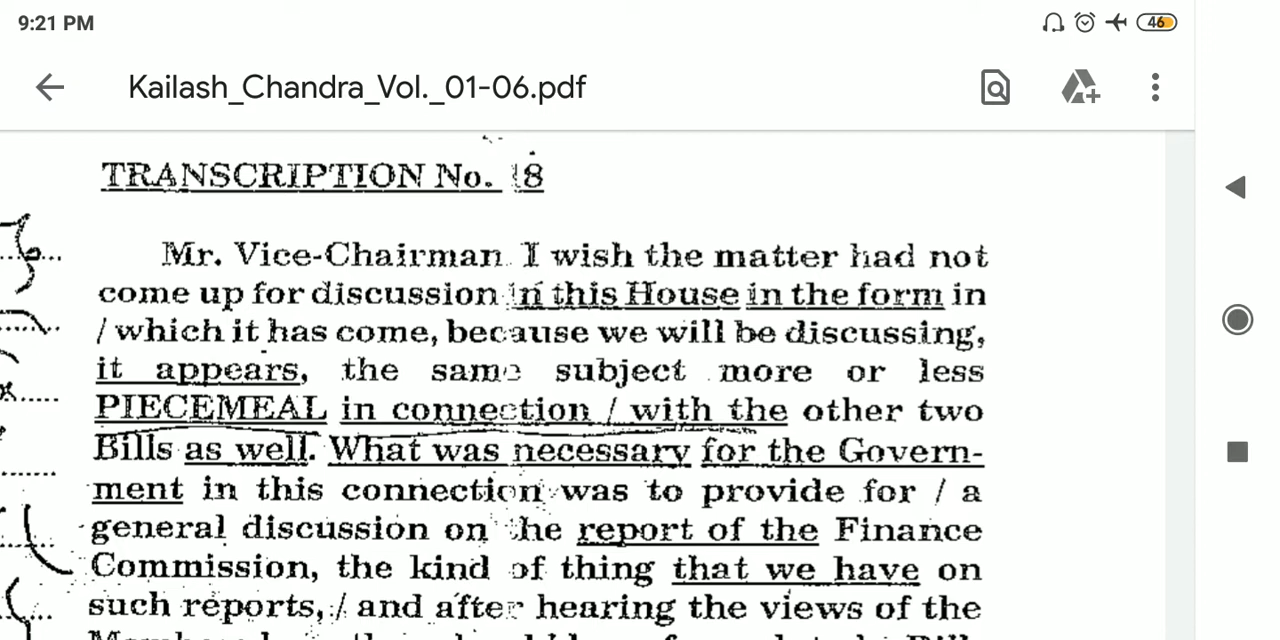 9:21 PM
46
Kailash_Chandra_Vol._01-06.pdf
TRANSCRIPTION No. 18
Mr. Vice-Chairman I wish the matter had not
come up for discussion in this House in the form in
/ which it has come, because we will be discussing,
it appears, the same subject more or less
PIECEMEAL in connection / with the other two
Bills as well. What was necessary for the Govern-
ment in this connection was to provide for / a
general discussion on the report of the Finance
Commission, the kind of thing that we have on
such reports, / and after hearing the views of the